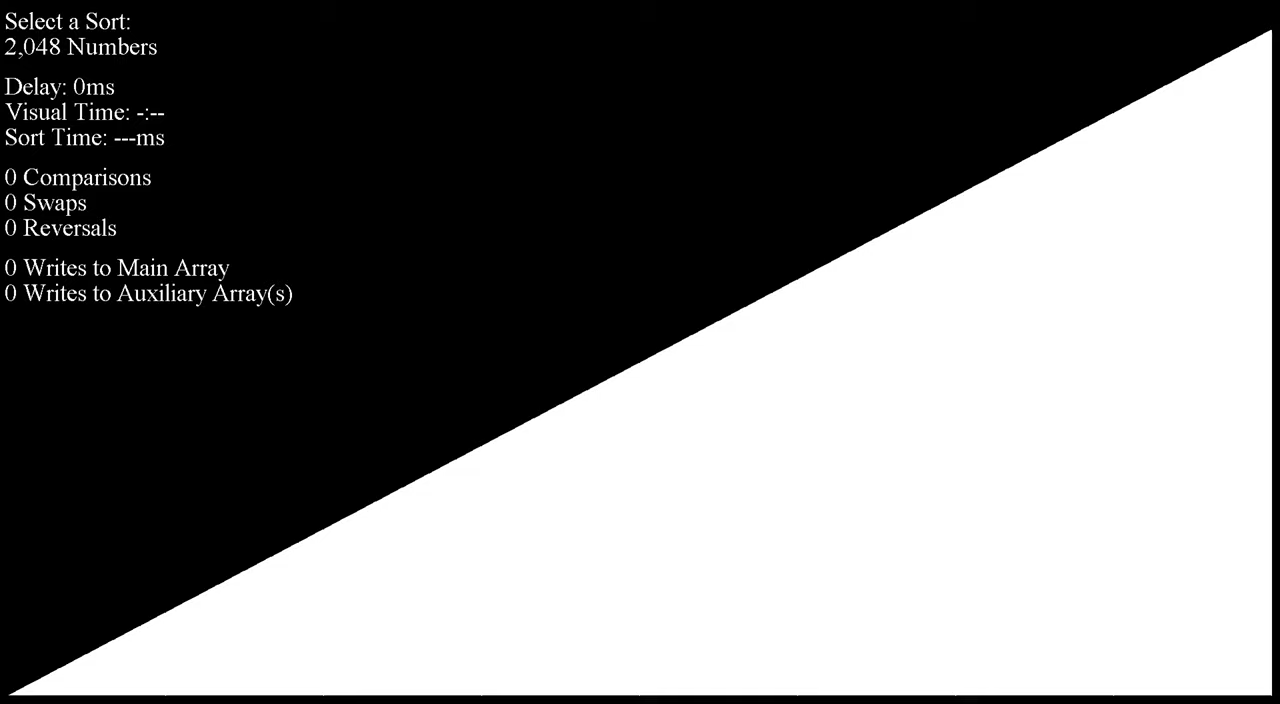 Select a Sort:
2,048 Numbers
Delay: 0ms
Visual Time: -:--
Sort Time: ---ms
0 Comparisons
0 Swaps
0 Reversals
0 Writes to Main Array
0 Writes to Auxiliary Array(s)